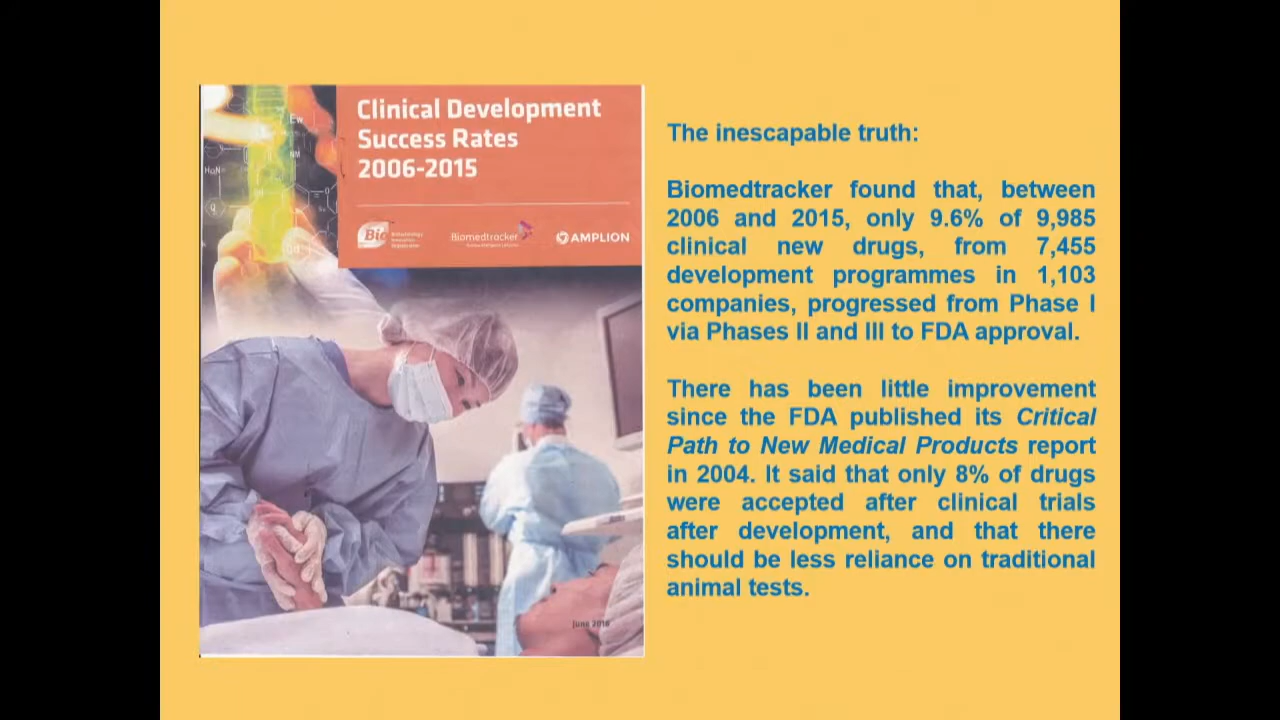 Clinical Development
Success Rates
2006-2015
Bio
Biomedtracker
AMPLION
Ew
NM
H₂N
June 2016
The inescapable truth:
Biomedtracker found that, between
2006 and 2015, only 9.6% of 9,985
clinical new drugs, from 7,455
development programmes in 1,103
companies, progressed from Phase I
via Phases II and III to FDA approval.
There has been little improvement
since the FDA published its Critical
Path to New Medical Products report
in 2004. It said that only 8% of drugs
were accepted after clinical trials
after development, and that there
should be less reliance on traditional
animal tests.